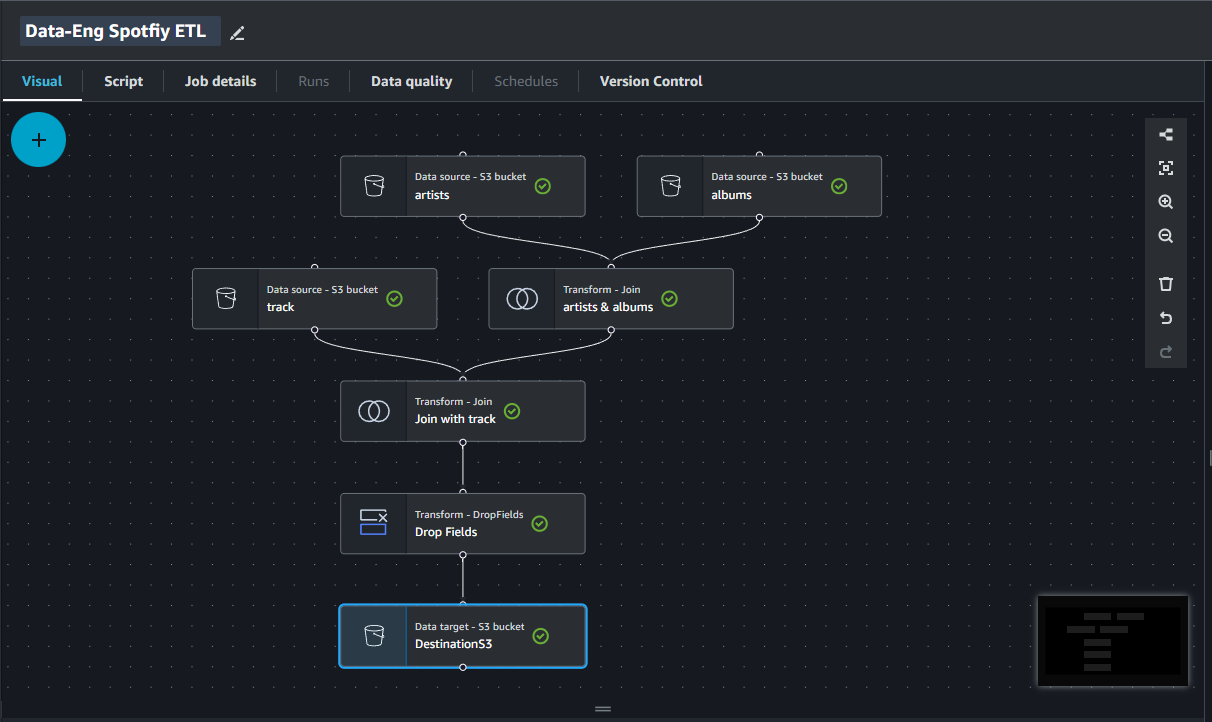 Data-Eng Spotfiy ETL
Visual Script Job details Runs Data quality Schedules Version Control
Data source - S3 bucket
artists
Data source - S3 bucket
albums
Data source - S3 bucket
track
Transform - Join
artists & albums
Transform - Join
Join with track
Transform - DropFields
Drop Fields
Data target - S3 bucket
DestinationS3